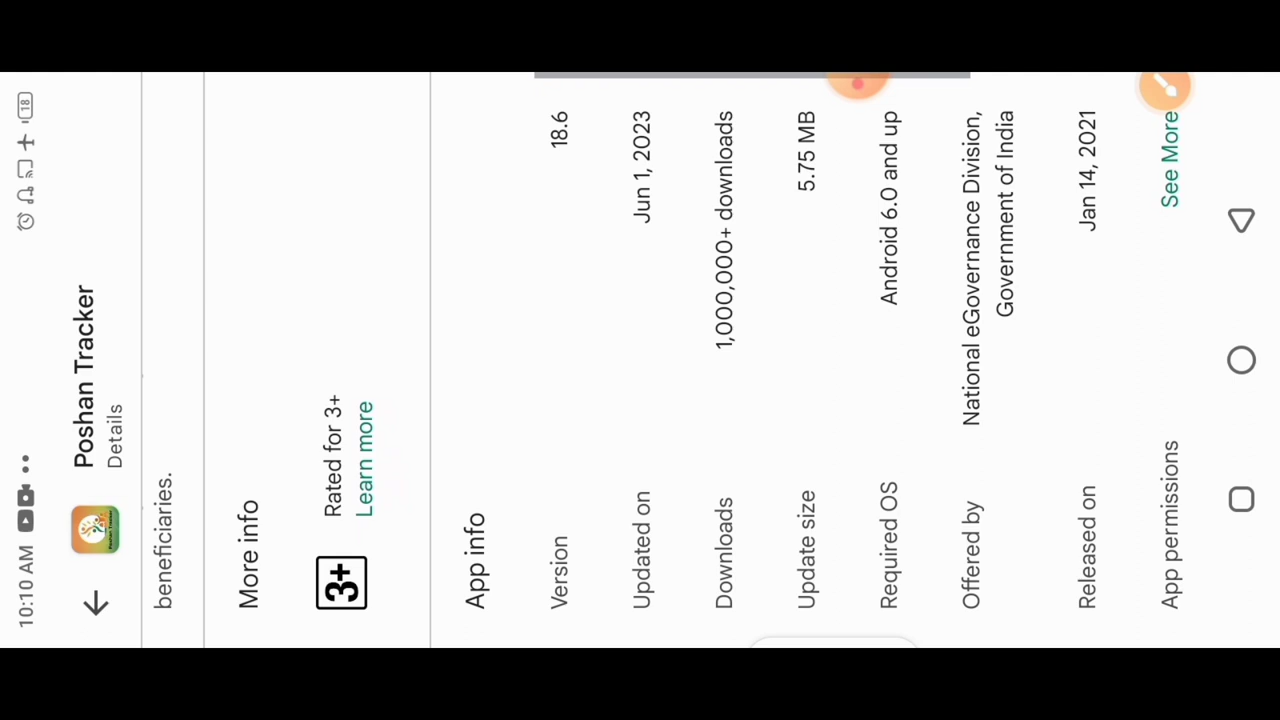 10:10 AM
18
Poshan Tracker
Details
beneficiaries.
More info
3+
Rated for 3+
Learn more
App info
Version 18.6
Updated on Jun 1, 2023
Downloads 1,000,000+ downloads
Update size 5.75 MB
Required OS Android 6.0 and up
Offered by National eGovernance Division,
Government of India
Released on Jan 14, 2021
App permissions See More